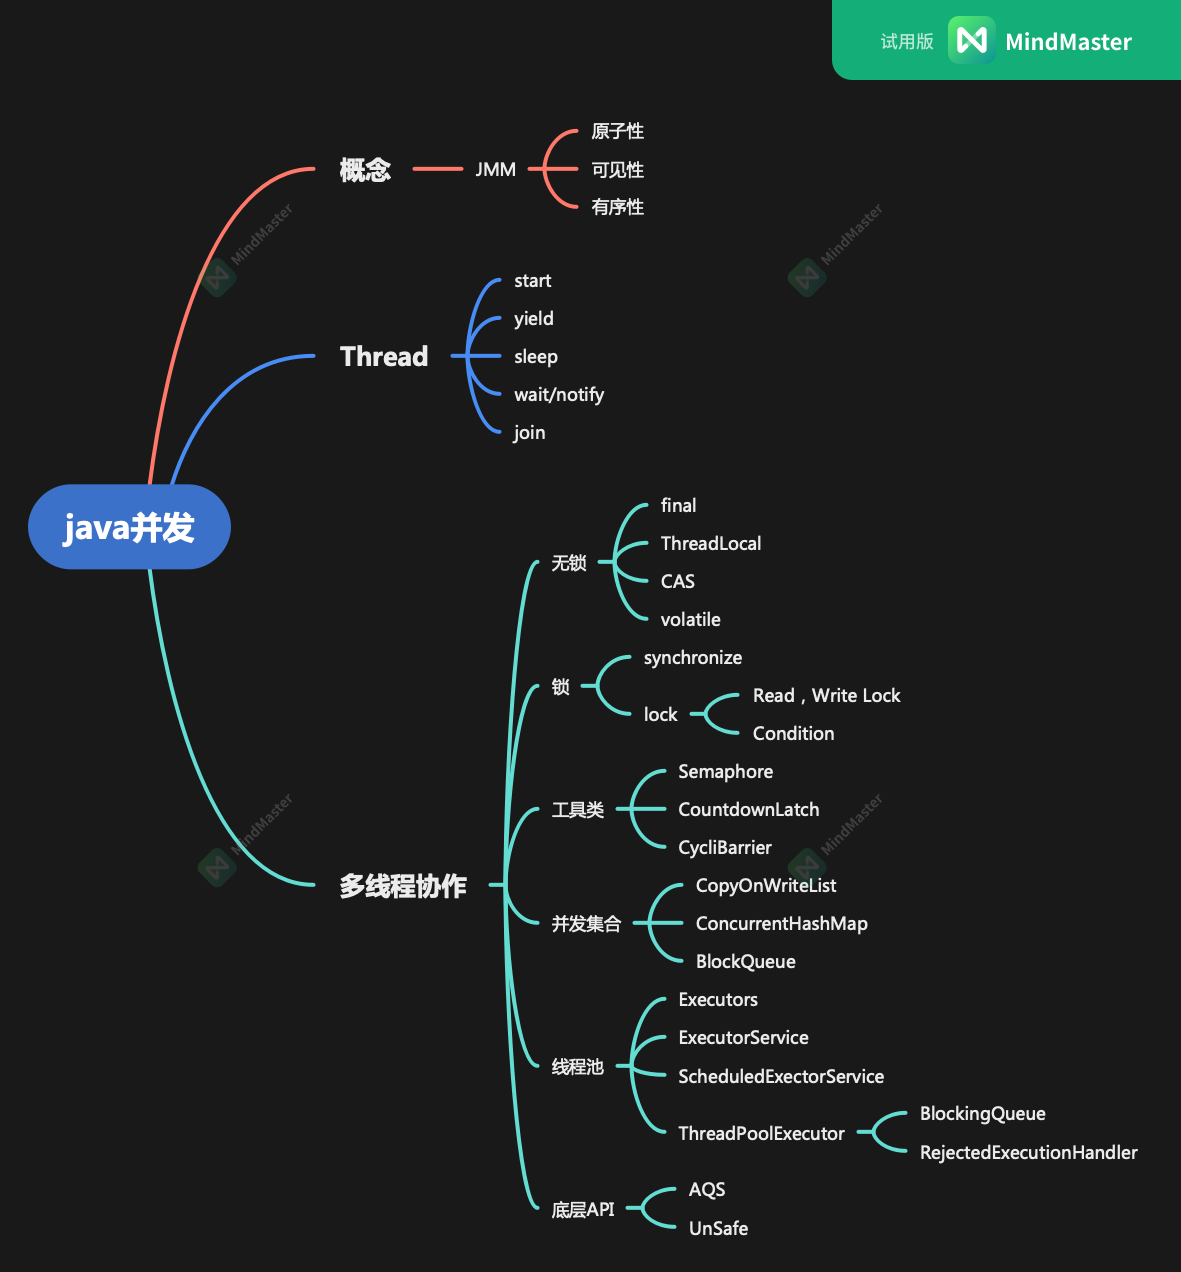 试用版 MindMaster
原子性
概念
JMM
可见性
有序性
MindMaster
MindMaster
start
yield
Thread
sleep
wait/notify
join
java并发
final
ThreadLocal
无锁
CAS
volatile
synchronize
锁
lock
Read , Write Lock
Condition
Semaphore
工具类
CountdownLatch
CycliBarrier
MindMaster
MindMaster
多线程协作
CopyOnWriteList
并发集合
ConcurrentHashMap
BlockQueue
Executors
ExecutorService
线程池
ScheduledExectorService
ThreadPoolExecutor
BlockingQueue
RejectedExecutionHandler
底层API
AQS
UnSafe